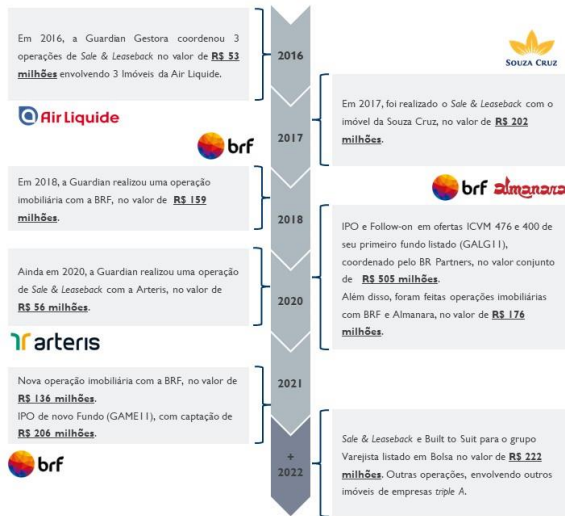 Em 2016, a Guardian Gestora coordenou 3
operações de Sale & Leaseback no valor de R$ 53
milhões envolvendo 3 Imóveis da Air Liquide.
2016
SOUZA CRUZ
Air Liquide
Em 2017, foi realizado o Sale & Leaseback com o
imóvel da Souza Cruz, no valor de R$ 202
milhões.
2017
brf
Em 2018, a Guardian realizou uma operação
imobiliária com a BRF, no valor de R$ 159
milhões.
2018
brf almanara
IPO e Follow-on em ofertas ICVM 476 e 400 de
seu primeiro fundo listado (GALG11),
coordenado pelo BR Partners, no valor conjunto
de R$ 505 milhões.
Além disso, foram feitas operações imobiliárias
com BRF e Almanara, no valor de R$ 176
milhões.
Ainda em 2020, a Guardian realizou uma operação
de Sale & Leaseback com a Arteris, no valor de
R$ 56 milhões.
2020
arteris
Nova operação imobiliária com a BRF, no valor de
R$ 136 milhões.
IPO de novo Fundo (GAME11), com captação de
R$ 206 milhões.
2021
brf
+
2022
Sale & Leaseback e Built to Suit para o grupo
Varejista listado em Bolsa no valor de R$ 222
milhões. Outras operações, envolvendo outros
imóveis de empresas triple A.